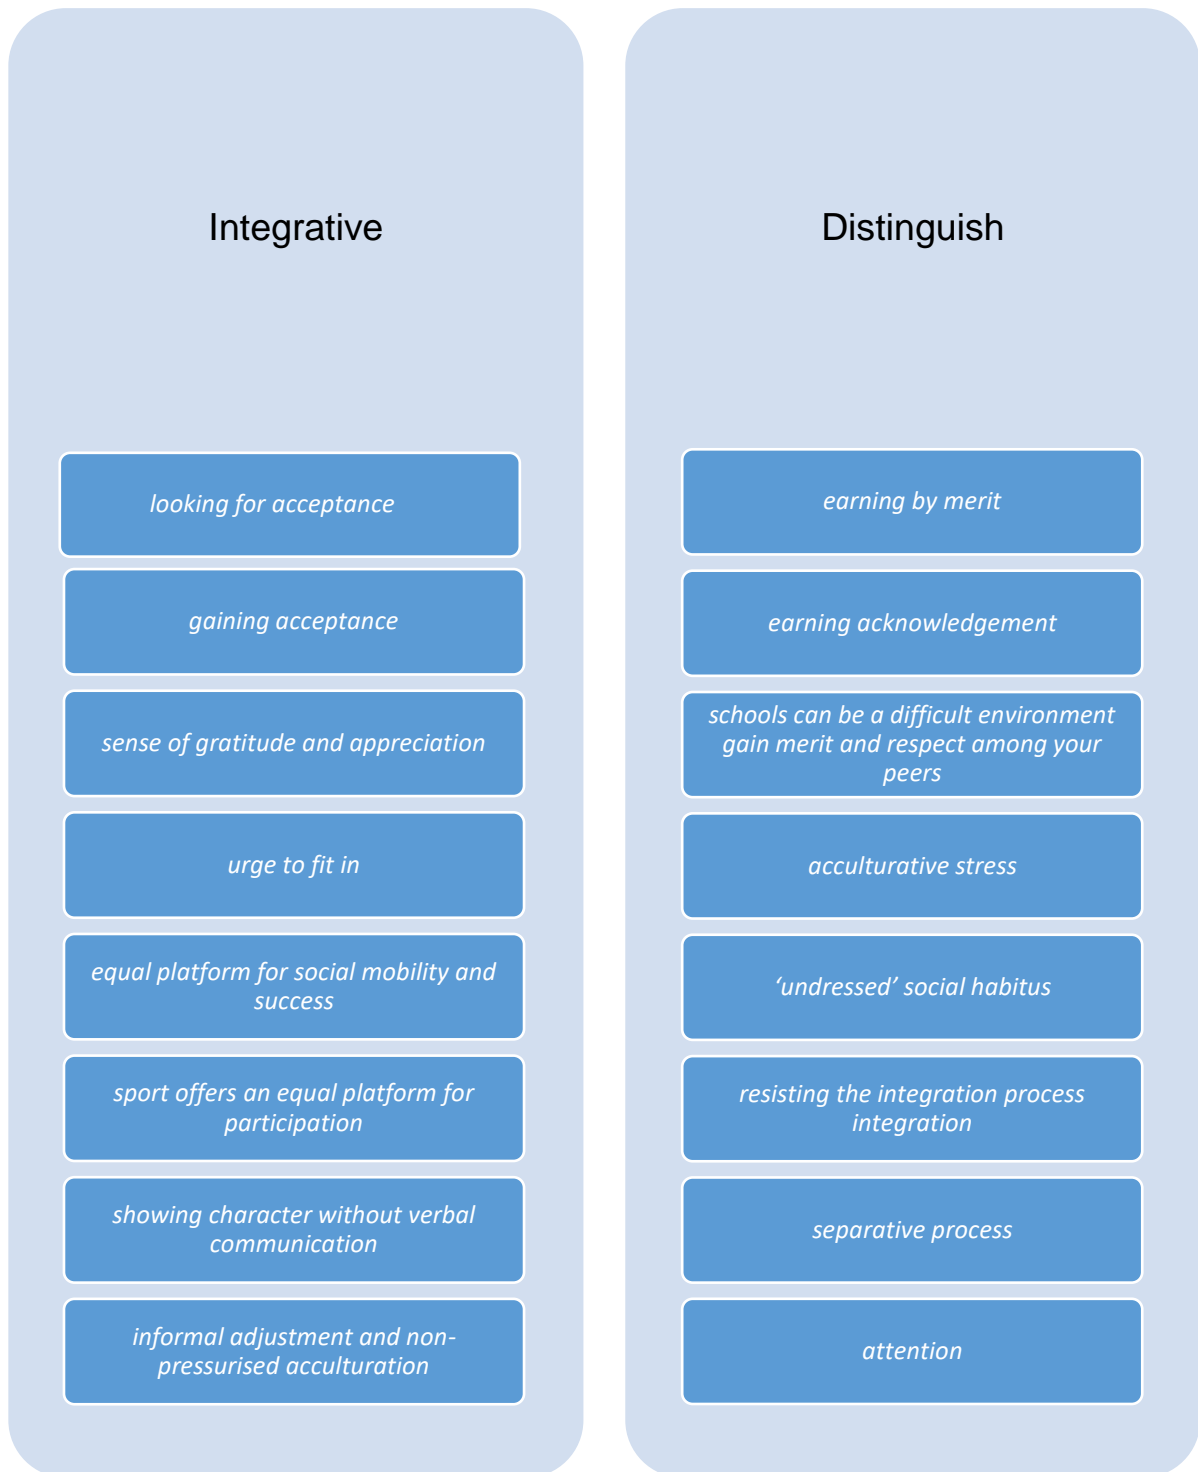 Integrative
looking for acceptance
gaining acceptance
sense of gratitude and appreciation
urge to fit in
equal platform for social mobility and
success
sport offers an equal platform for
participation
showing character without verbal
communication
informal adjustment and non-
pressurised acculturation
Distinguish
earning by merit
earning acknowledgement
schools can be a difficult environment
gain merit and respect among your
peers
acculturative stress
‘undressed’ social habitus
resisting the integration process
integration
separative process
attention